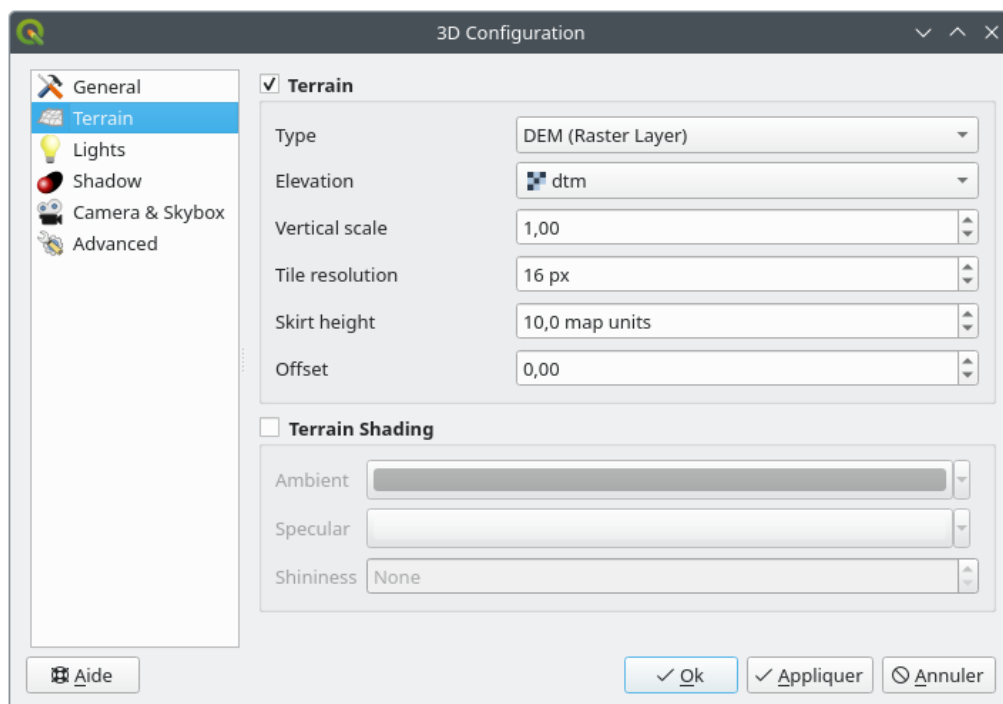 3D Configuration
General
Terrain
Lights
Shadow
Camera & Skybox
Advanced
Terrain
Type DEM (Raster Layer)
Elevation dtm
Vertical scale 1,00
Tile resolution 16 px
Skirt height 10,0 map units
Offset 0,00
Terrain Shading
Ambient
Specular
Shininess None
Aide Ok Appliquer Annuler